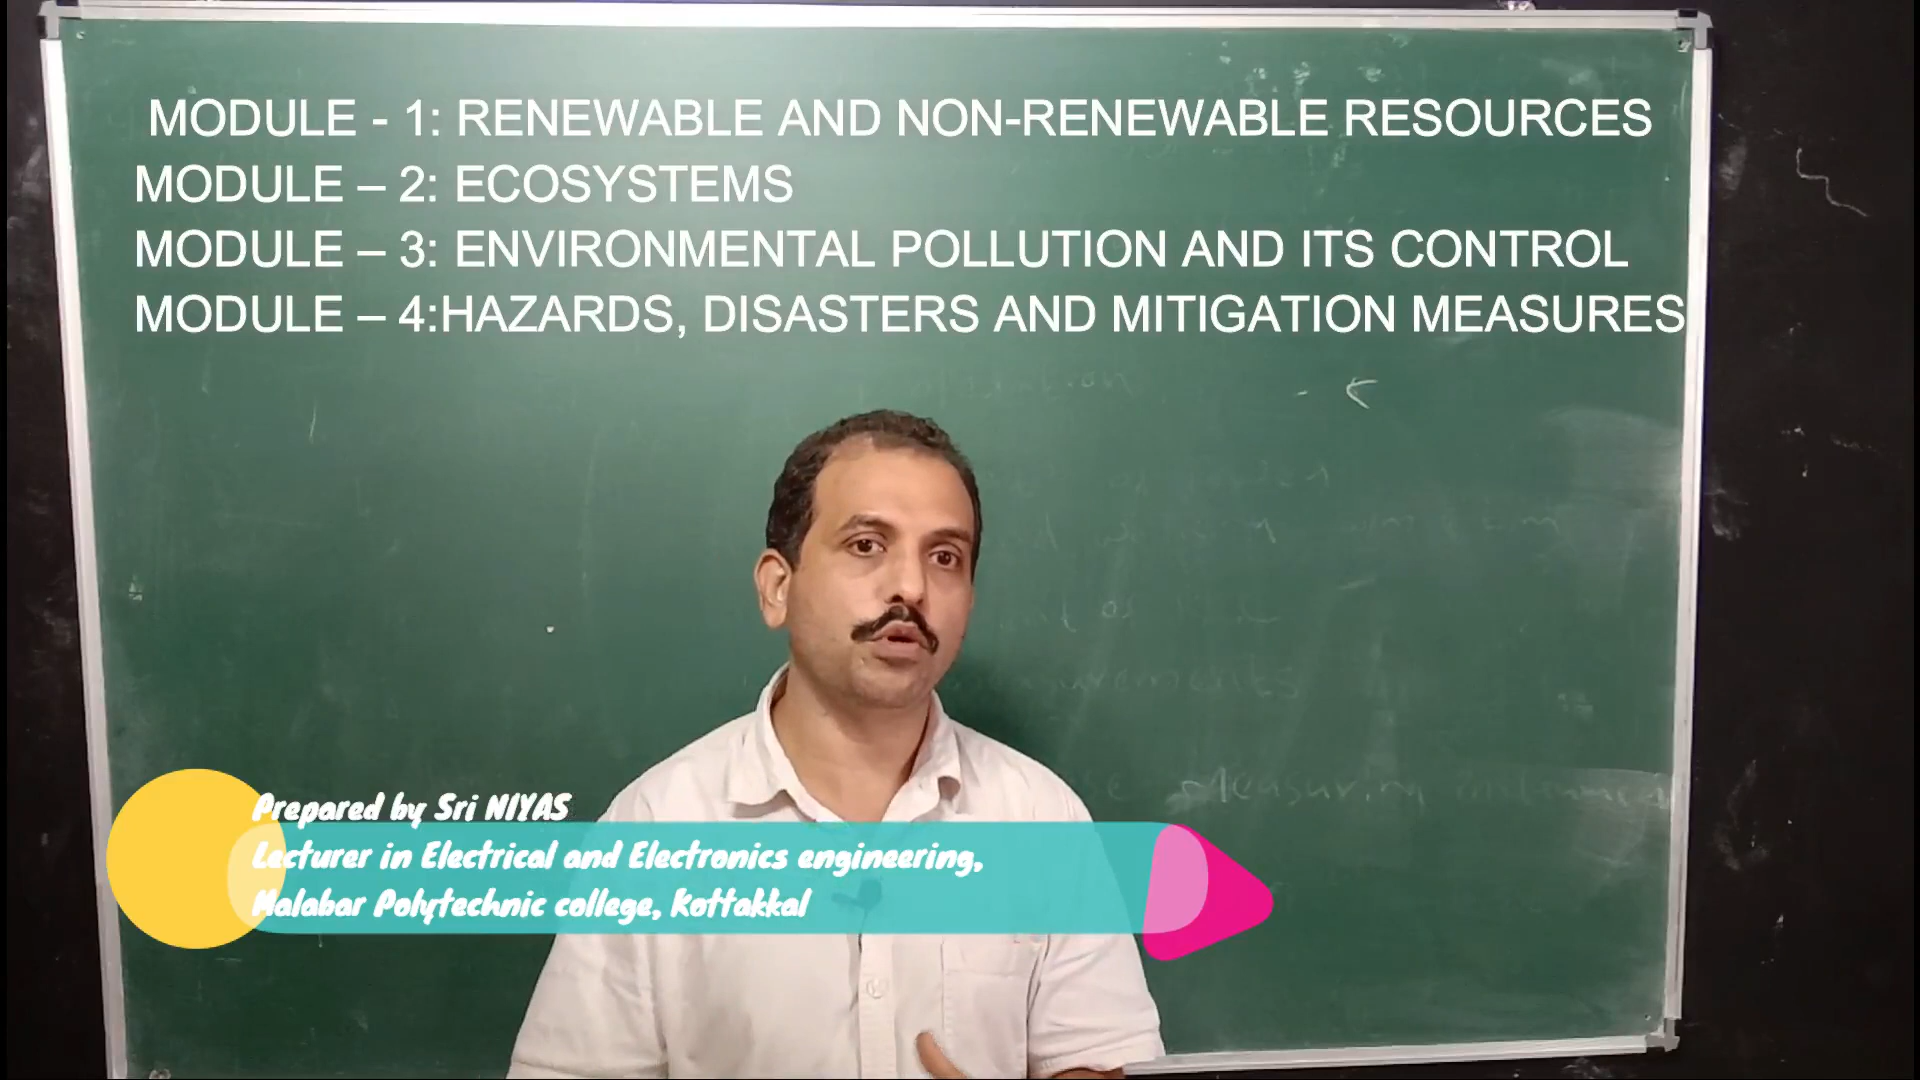 MODULE - 1: RENEWABLE AND NON-RENEWABLE RESOURCES
MODULE – 2: ECOSYSTEMS
MODULE – 3: ENVIRONMENTAL POLLUTION AND ITS CONTROL
MODULE – 4:HAZARDS, DISASTERS AND MITIGATION MEASURES
Measuring
Prepared by Sri NIYAS
Lecturer in Electrical and Electronics engineering,
Malabar Polytechnic college, Kottakkal